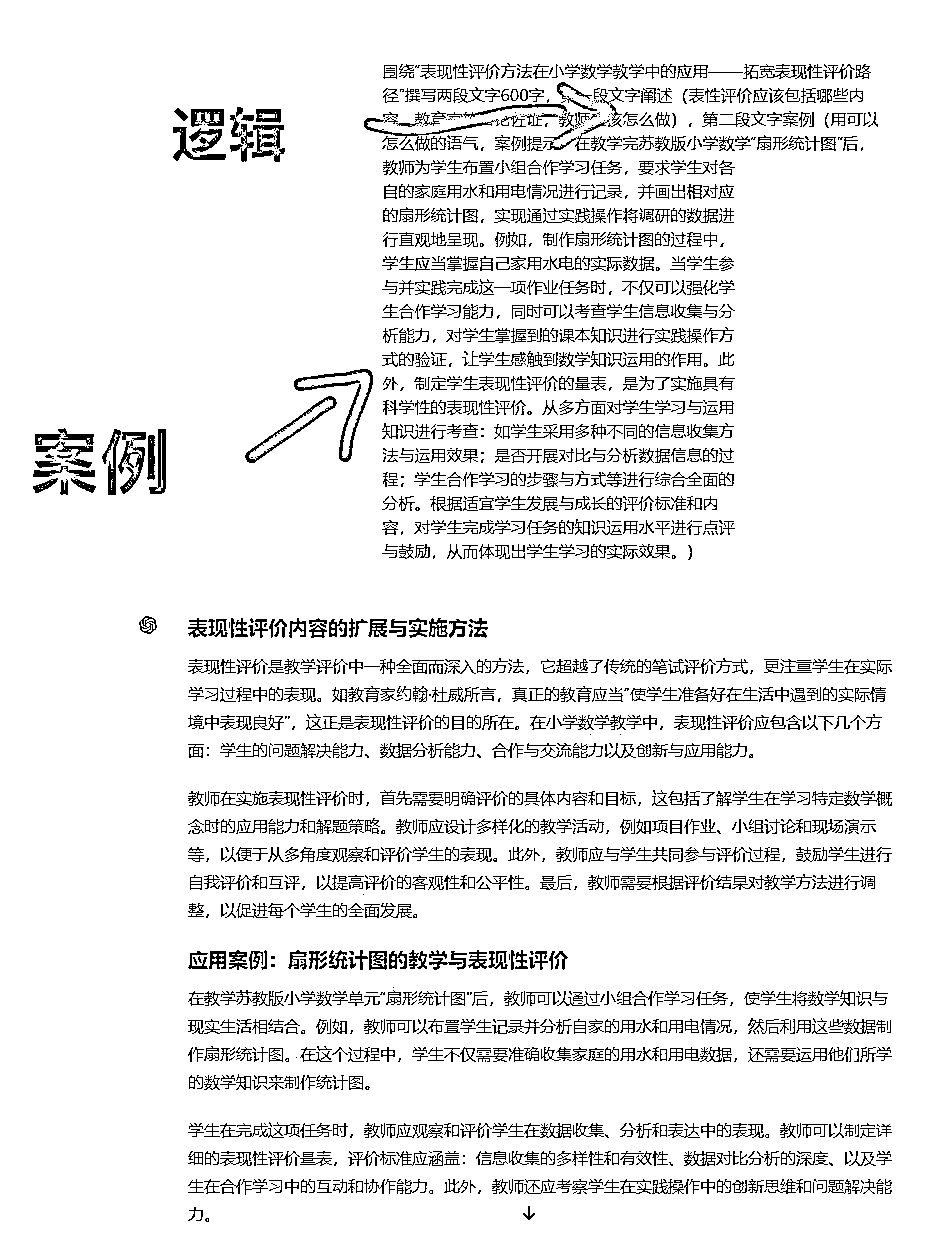 围绕“表现性评价方法在小学数学教学中的应用——拓宽表现性评价路
径”撰写两段文字600字，第一段文字阐述（表性评价应该包括哪些内
容，教育 教师 该怎么做），第二段文字案例（用可以
怎么做的语气，案例提示 在教学完苏教版小学数学“扇形统计图”后，
逻辑
教师为学生布置小组合作学习任务，要求学生对各
自的家庭用水和用电情况进行记录，并画出相对应
的扇形统计图，实现通过实践操作将调研的数据进
行直观地呈现。例如，制作扇形统计图的过程中，
学生应当掌握自己家用水电的实际数据。当学生参
与并实践完成这一项作业任务时，不仅可以强化学
生合作学习能力，同时可以考查学生信息收集与分
析能力，对学生掌握到的课本知识进行实践操作方
式的验证，让学生感触到数学知识运用的作用。此
外，制定学生表现性评价的量表，是为了实施具有
科学性的表现性评价。从多方面对学生学习与运用
知识进行考查：如学生采用多种不同的信息收集方
法与运用效果；是否开展对比与分析数据信息的过
程；学生合作学习的步骤与方式等进行综合全面的
分析。根据适宜学生发展与成长的评价标准和内
容，对学生完成学习任务的知识运用水平进行点评
与鼓励，从而体现出学生学习的实际效果。)
案例
表现性评价内容的扩展与实施方法
表现性评价是教学评价中一种全面而深入的方法，它超越了传统的笔试评价方式，更注重学生在实际
学习过程中的表现。如教育家约翰·杜威所言，真正的教育应当“使学生准备好在生活中遇到的实际情
境中表现良好”，这正是表现性评价的目的所在。在小学数学教学中，表现性评价应包含以下几个方
面：学生的问题解决能力、数据分析能力、合作与交流能力以及创新与应用能力。
教师在实施表现性评价时，首先需要明确评价的具体内容和目标，这包括了解学生在学习特定数学概
念时的应用能力和解题策略。教师应设计多样化的教学活动，例如项目作业、小组讨论和现场演示
等，以便于从多角度观察和评价学生的表现。此外，教师应与学生共同参与评价过程，鼓励学生进行
自我评价和互评，以提高评价的客观性和公平性。最后，教师需要根据评价结果对教学方法进行调
整，以促进每个学生的全面发展。
应用案例：扇形统计图的教学与表现性评价
在教学苏教版小学数学单元“扇形统计图”后，教师可以通过小组合作学习任务，使学生将数学知识与
现实生活相结合。例如，教师可以布置学生记录并分析自家的用水和用电情况，然后利用这些数据制
作扇形统计图。在这个过程中，学生不仅需要准确收集家庭的用水和用电数据，还需要运用他们所学
的数学知识来制作统计图。
学生在完成这项任务时，教师应观察和评价学生在数据收集、分析和表达中的表现。教师可以制定详
细的表现性评价量表，评价标准应涵盖：信息收集的多样性和有效性、数据对比分析的深度、以及学
生在合作学习中的互动和协作能力。此外，教师还应考察学生在实践操作中的创新思维和问题解决能
力。